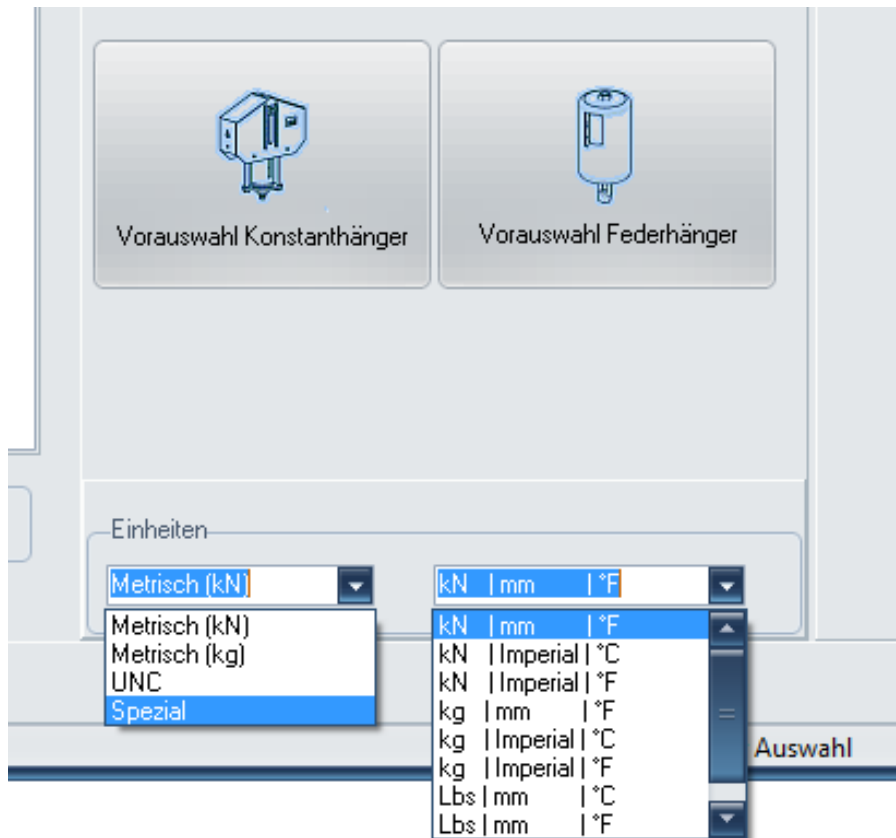 Vorauswahl Konstanthänger
Vorauswahl Federhänger
Einheiten
Metrisch (kN)
kN | mm | °F
Metrisch (kN)
Metrisch (kg)
UNC
Spezial
kN | mm | °F
kN | Imperial | °C
kN | Imperial | °F
kg | mm | °F
kg | Imperial | °C
kg | Imperial | °F
Lbs | mm | °C
Lbs | mm | °F
Auswahl